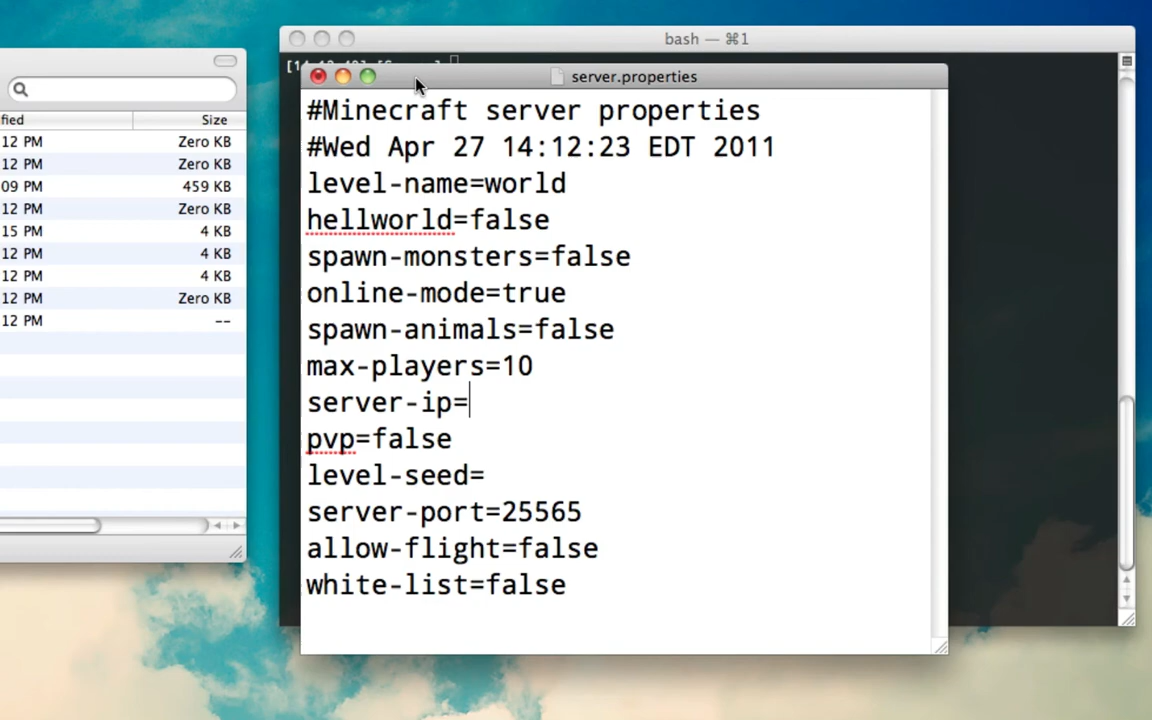 bash — ⌘1
server.properties
fied Size
12 PM Zero KB
12 PM Zero KB
09 PM 459 KB
12 PM Zero KB
15 PM 4 KB
12 PM 4 KB
12 PM 4 KB
12 PM Zero KB
12 PM --
#Minecraft server properties
#Wed Apr 27 14:12:23 EDT 2011
level-name=world
hellworld=false
spawn-monsters=false
online-mode=true
spawn-animals=false
max-players=10
server-ip=
pvp=false
level-seed=
server-port=25565
allow-flight=false
white-list=false